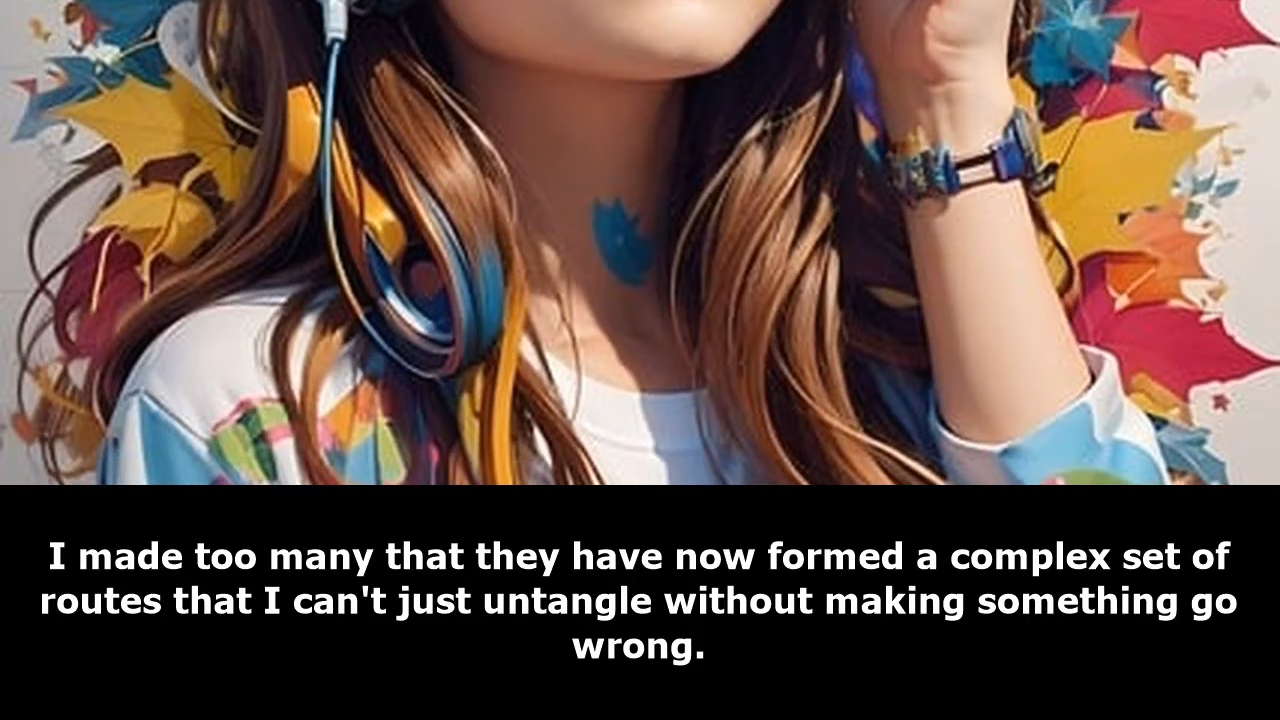 I made too many that they have now formed a complex set of
routes that I can't just untangle without making something go
wrong.